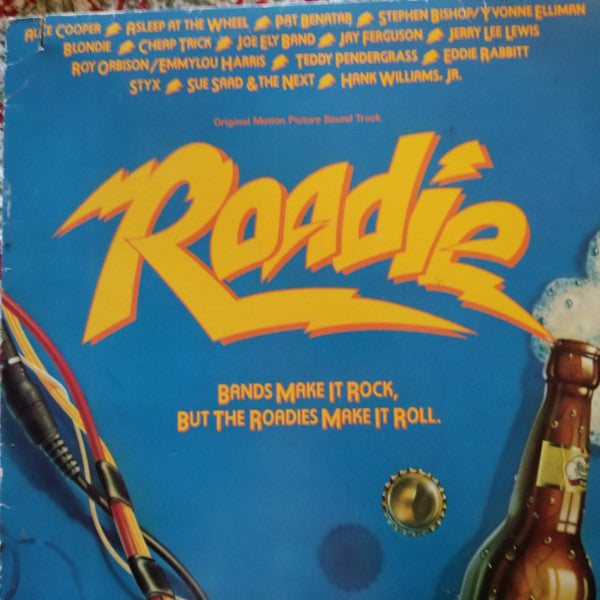 Alice Cooper Asleep at the Wheel Pat Benatar Stephen Bishop/Yvonne Elliman
Blondie Cheap Trick Joe Ely Band Jay Ferguson Jerry Lee Lewis
Roy Orbison/Emmylou Harris Teddy Pendergrass Eddie Rabbitt
Styx Sue Saad & the Next Hank Williams, Jr.
Original Motion Picture Sound Track
Roadie
Bands Make It Rock,
But The Roadies Make It Roll.